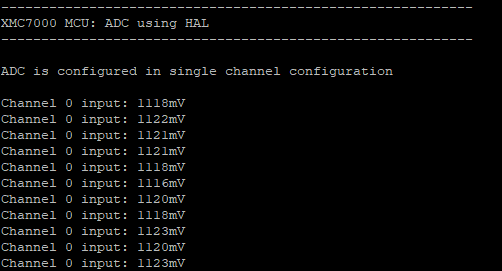 ------------------------------------------------------------
XMC7000 MCU: ADC using HAL
------------------------------------------------------------
ADC is configured in single channel configuration
Channel 0 input: 1118mV
Channel 0 input: 1122mV
Channel 0 input: 1121mV
Channel 0 input: 1121mV
Channel 0 input: 1118mV
Channel 0 input: 1116mV
Channel 0 input: 1120mV
Channel 0 input: 1118mV
Channel 0 input: 1123mV
Channel 0 input: 1120mV
Channel 0 input: 1123mV